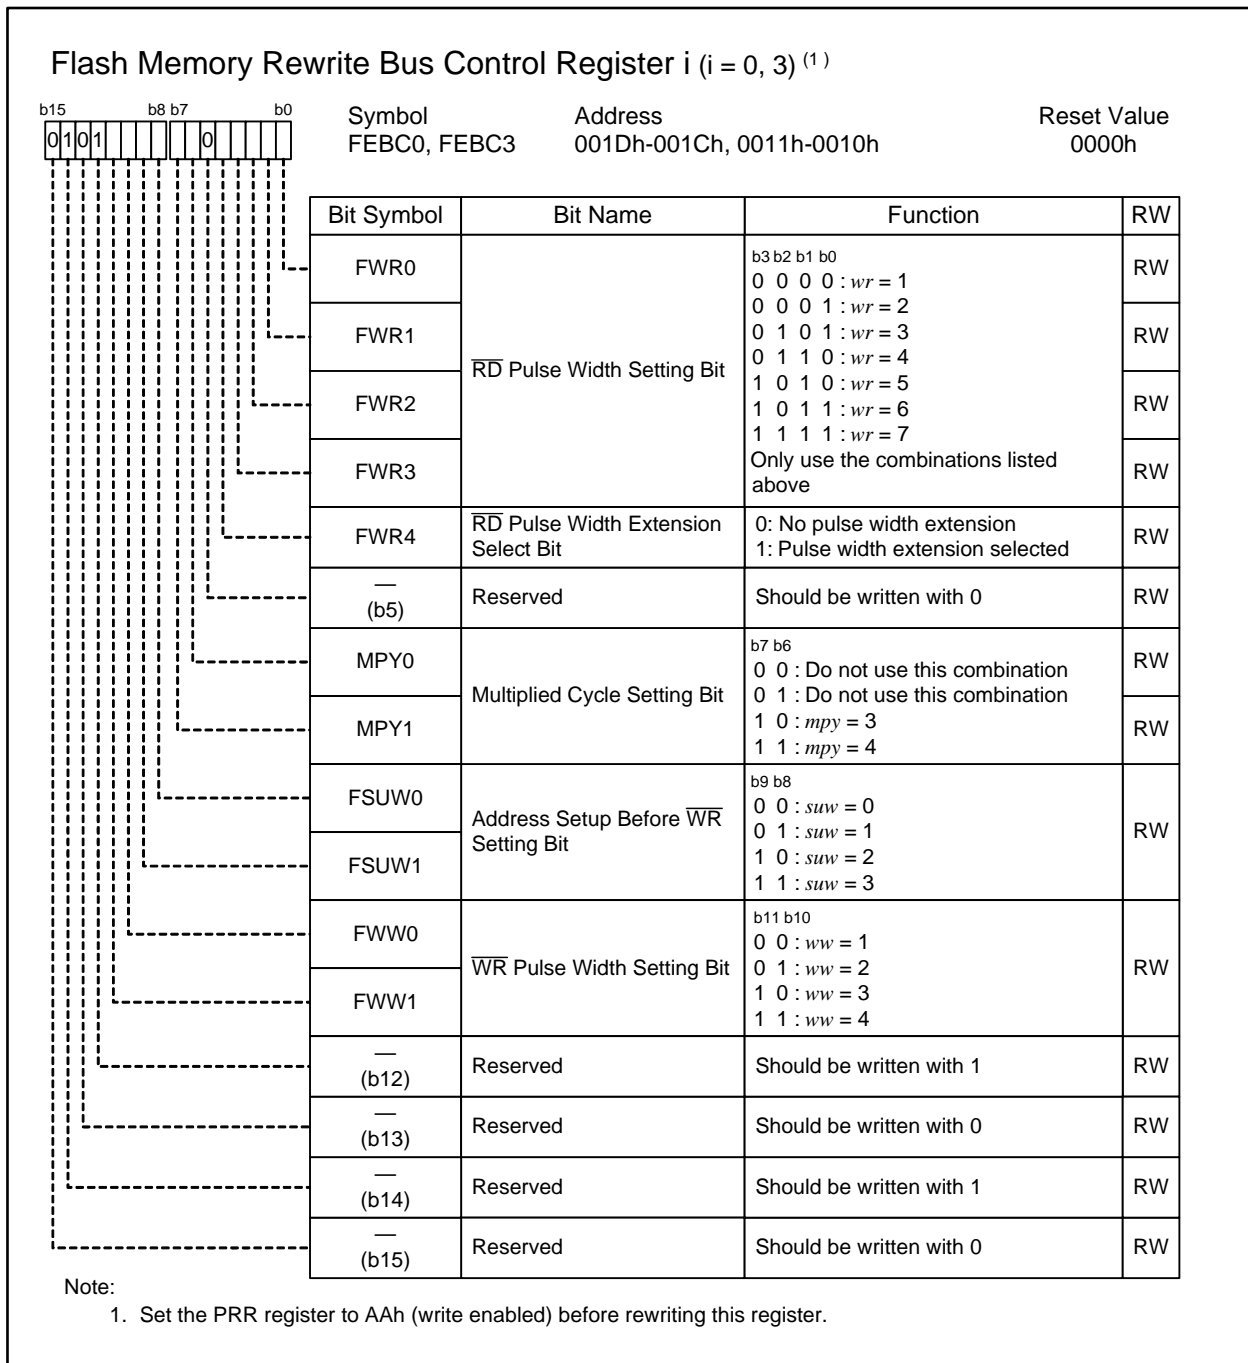 Flash Memory Rewrite Bus Control Register i (i = 0, 3) (1 )
b15 b8 b7 b0
0 1 0 1 0
Symbol Address Reset Value
FEBC0, FEBC3 001Dh-001Ch, 0011h-0010h 0000h
Bit Symbol Bit Name Function RW
FWR0 RW
FWR1 RW
FWR2 RW
FWR3 RW
RD Pulse Width Setting Bit
b3 b2 b1 b0
0 0 0 0 : wr = 1
0 0 0 1 : wr = 2
0 1 0 1 : wr = 3
0 1 1 0 : wr = 4
1 0 1 0 : wr = 5
1 0 1 1 : wr = 6
1 1 1 1 : wr = 7
Only use the combinations listed
above
FWR4 RW
RD Pulse Width Extension
Select Bit
0: No pulse width extension
1: Pulse width extension selected
—
(b5) Reserved Should be written with 0 RW
MPY0 RW
MPY1 RW
Multiplied Cycle Setting Bit
b7 b6
0 0 : Do not use this combination
0 1 : Do not use this combination
1 0 : mpy = 3
1 1 : mpy = 4
FSUW0
FSUW1
Address Setup Before WR
Setting Bit
b9 b8
0 0 : suw = 0
0 1 : suw = 1
1 0 : suw = 2
1 1 : suw = 3
RW
FWW0
FWW1
WR Pulse Width Setting Bit
b11 b10
0 0 : ww = 1
0 1 : ww = 2
1 0 : ww = 3
1 1 : ww = 4
RW
—
(b12) Reserved Should be written with 1 RW
—
(b13) Reserved Should be written with 0 RW
—
(b14) Reserved Should be written with 1 RW
—
(b15) Reserved Should be written with 0 RW
Note:
1. Set the PRR register to AAh (write enabled) before rewriting this register.